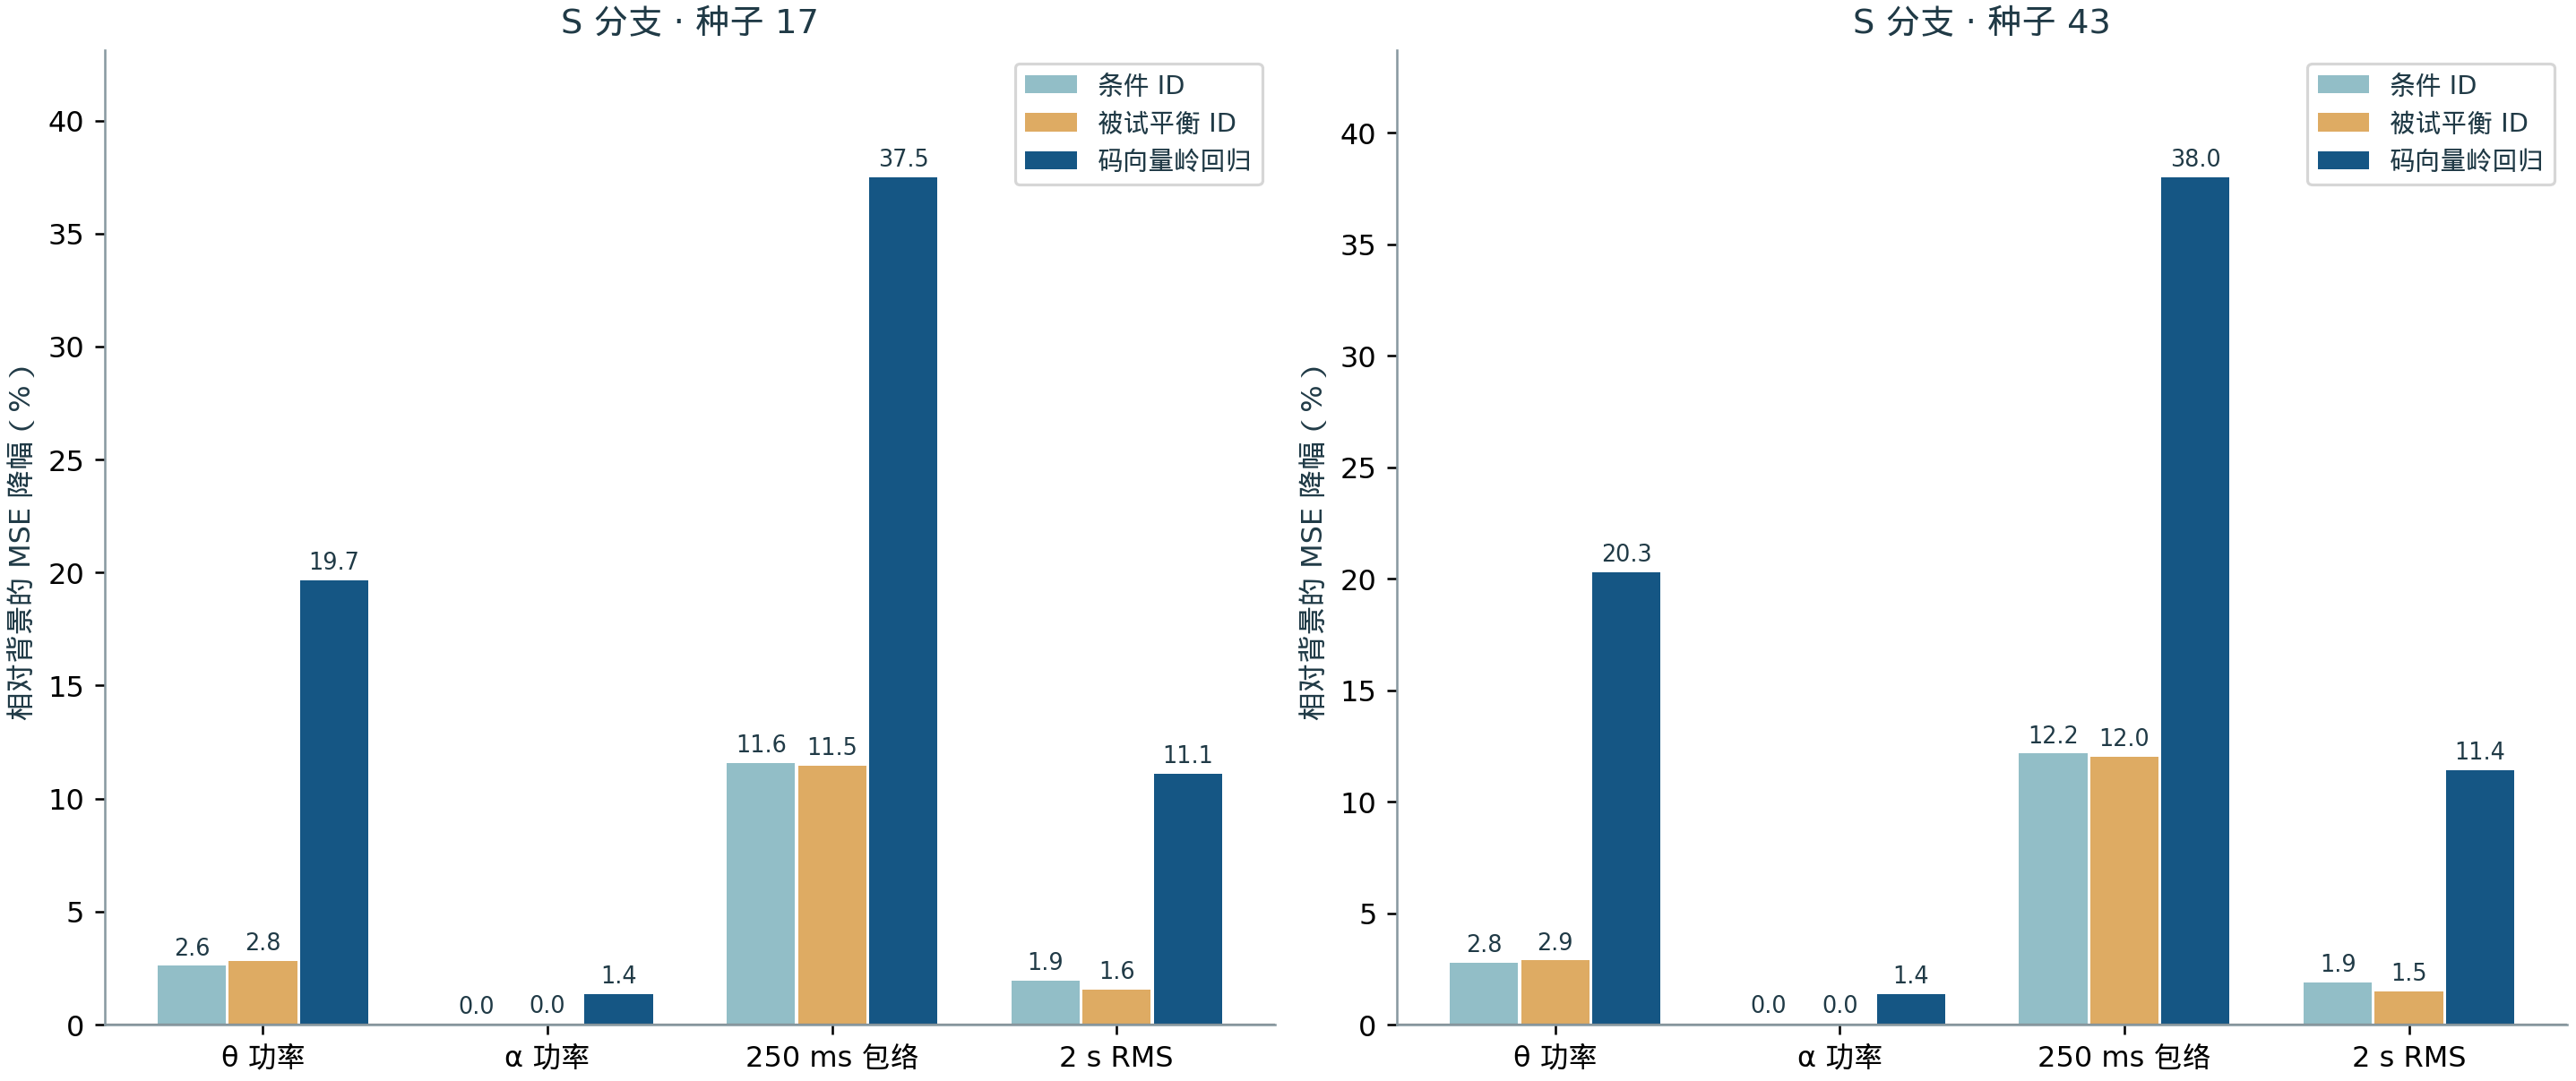 S 分支 · 种子 17
相对背景的 MSE 降幅 ( % )
40
35
30
25
20
15
10
5
0
条件 ID
被试平衡 ID
码向量岭回归
2.6
2.8
19.7
0.0
0.0
1.4
11.6
11.5
37.5
1.9
1.6
11.1
θ 功率
α 功率
250 ms 包络
2 s RMS
S 分支 · 种子 43
相对背景的 MSE 降幅 ( % )
40
35
30
25
20
15
10
5
0
条件 ID
被试平衡 ID
码向量岭回归
2.8
2.9
20.3
0.0
0.0
1.4
12.2
12.0
38.0
1.9
1.5
11.4
θ 功率
α 功率
250 ms 包络
2 s RMS